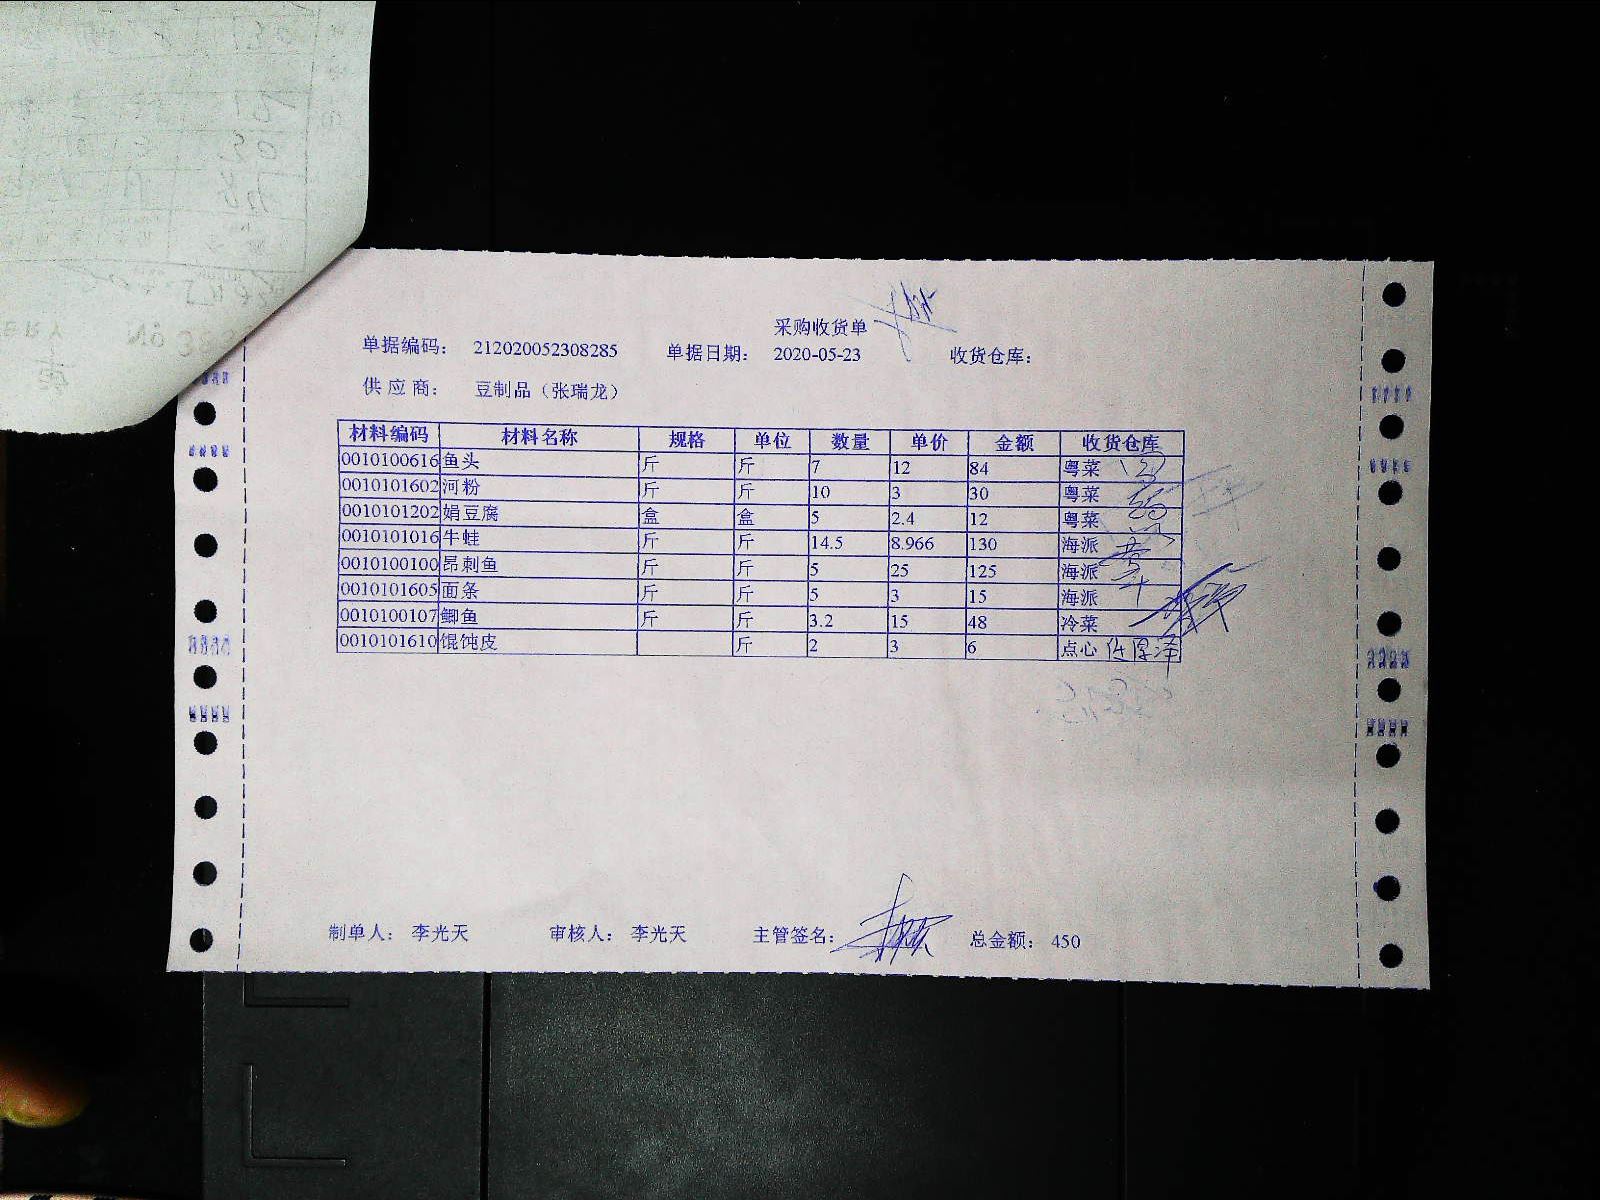 采购收货单
单据编码： 212020052308285 单据日期： 2020-05-23 收货仓库：
供 应 商： 豆制品（张瑞龙）
材料编码 材料名称 规格 单位 数量 单价 金额 收货仓库
0010100616 鱼头 斤 斤 7 12 84 粤菜
0010101602 河粉 斤 斤 10 3 30 粤菜
0010101202 娟豆腐 盒 盒 5 2.4 12 粤菜
0010101016 牛蛙 斤 斤 14.5 8.966 130 海派
0010100100 昂刺鱼 斤 斤 5 25 125 海派
0010101605 面条 斤 斤 5 3 15 海派
0010100107 鲫鱼 斤 斤 3.2 15 48 冷菜
0010101610 馄饨皮 斤 2 3 6 点心
制单人： 李光天 审核人： 李光天 主管签名： 总金额： 450